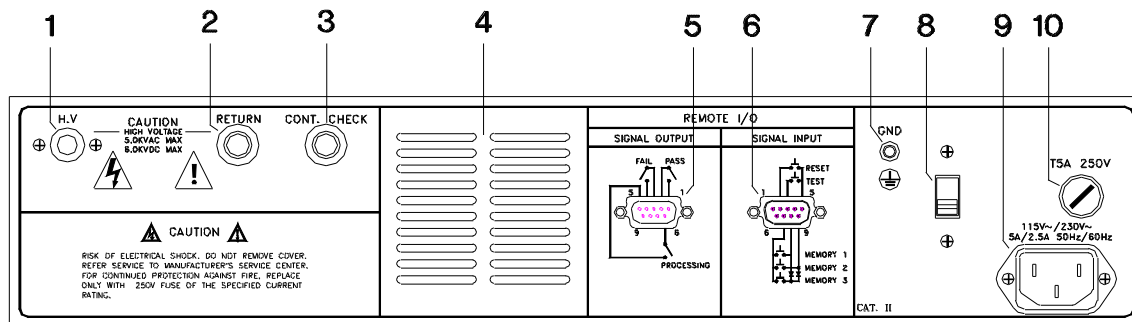 1 2 3 4 5 6 7 8 9 10
H.V
CAUTION
HIGH VOLTAGE
5.0KVAC MAX
6.0KVDC MAX
RETURN
CONT. CHECK
CAUTION
RISK OF ELECTRICAL SHOCK. DO NOT REMOVE COVER.
REFER SERVICE TO MANUFACTURER'S SERVICE CENTER.
FOR CONTINUED PROTECTION AGAINST FIRE, REPLACE
ONLY WITH 250V FUSE OF THE SPECIFIED CURRENT
RATING.
REMOTE I/O
SIGNAL OUTPUT
FAIL PASS
5 1
9 6
PROCESSING
SIGNAL INPUT
RESET
TEST
1 5
6 9
MEMORY 1
MEMORY 2
MEMORY 3
GND
T5A 250V
115V~/230V~
5A/2.5A 50Hz/60Hz
CAT. II